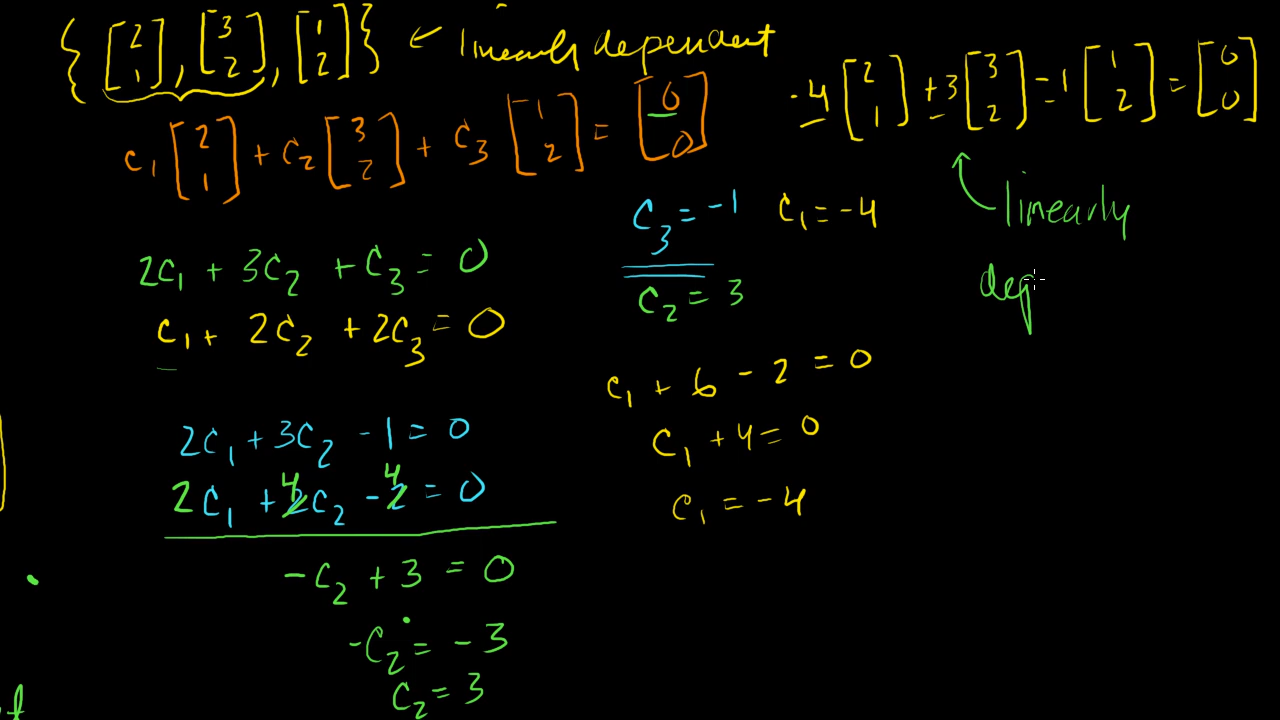 {[2 1], [3 2], [1 2]} ← linearly dependent
-4 [2 1] + 3 [3 2] - 1 [1 2] = [0 0]
c₁ [2 1] + c₂ [3 2] + c₃ [1 2] = [0 0]
linearly
dep
c₃ = -1 c₁ = -4
c₂ = 3
2c₁ + 3c₂ + c₃ = 0
c₁ + 2c₂ + 2c₃ = 0
c₁ + 6 - 2 = 0
c₁ + 4 = 0
c₁ = -4
2c₁ + 3c₂ - 1 = 0
2c₁ + 4c₂ - 4 = 0
-c₂ + 3 = 0
-c₂ = -3
c₂ = 3